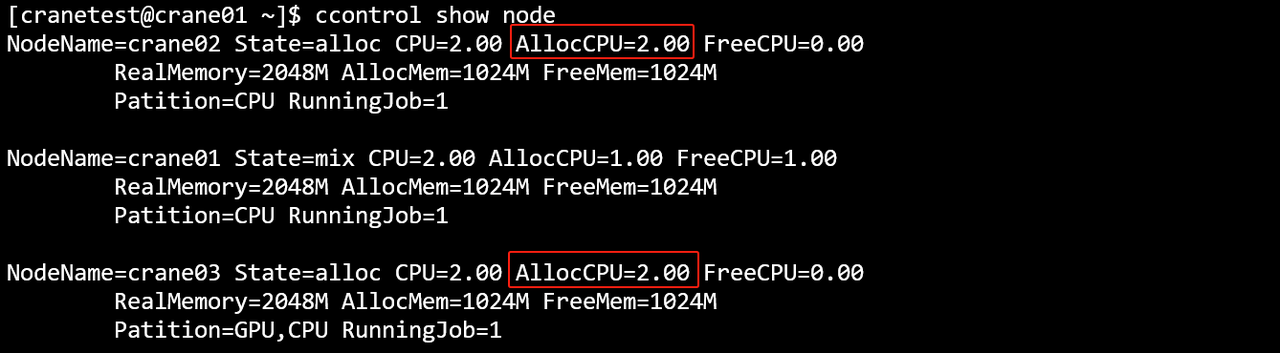 [cranetest@crane01 ~]$ ccontrol show node
NodeName=crane02 State=alloc CPU=2.00 AllocCPU=2.00 FreeCPU=0.00
RealMemory=2048M AllocMem=1024M FreeMem=1024M
Patition=CPU RunningJob=1
NodeName=crane01 State=mix CPU=2.00 AllocCPU=1.00 FreeCPU=1.00
RealMemory=2048M AllocMem=1024M FreeMem=1024M
Patition=CPU RunningJob=1
NodeName=crane03 State=alloc CPU=2.00 AllocCPU=2.00 FreeCPU=0.00
RealMemory=2048M AllocMem=1024M FreeMem=1024M
Patition=GPU,CPU RunningJob=1